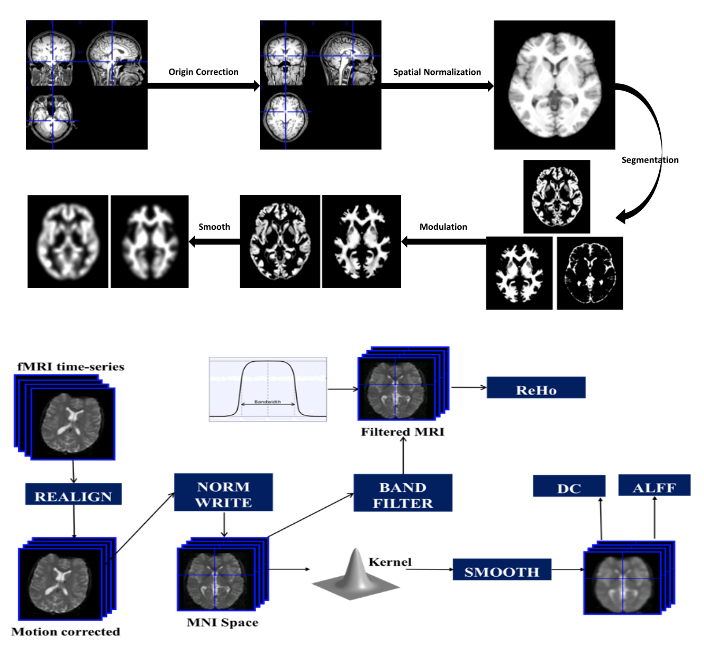 Origin Correction
Spatial Normalization
Segmentation
Modulation
Smooth
fMRI time-series
REALIGN
Motion corrected
NORM
WRITE
MNI Space
Bandwidth
BAND
FILTER
Filtered MRI
ReHo
Kernel
SMOOTH
DC
ALFF